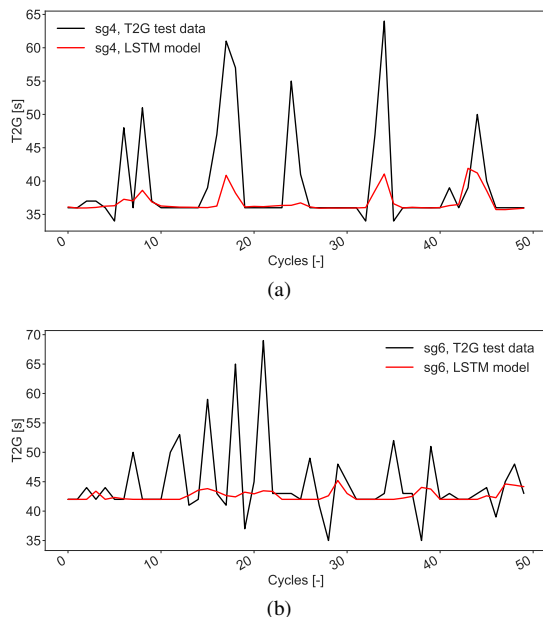 65
60
55
50
45
40
35
T2G [s]
sg4, T2G test data
sg4, LSTM model
0
10
20
30
40
50
Cycles [-]
(a)
70
65
60
55
50
45
40
35
T2G [s]
sg6, T2G test data
sg6, LSTM model
0
10
20
30
40
50
Cycles [-]
(b)